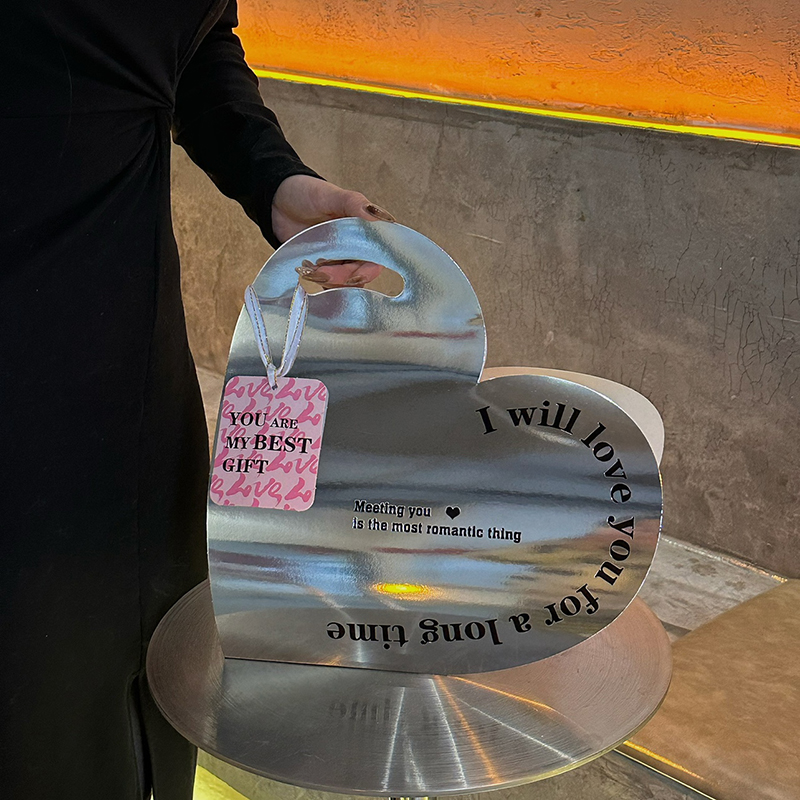 YOU ARE
MY BEST
GIFT
Meeting you ❤
is the most romantic thing
I will love you for a long time